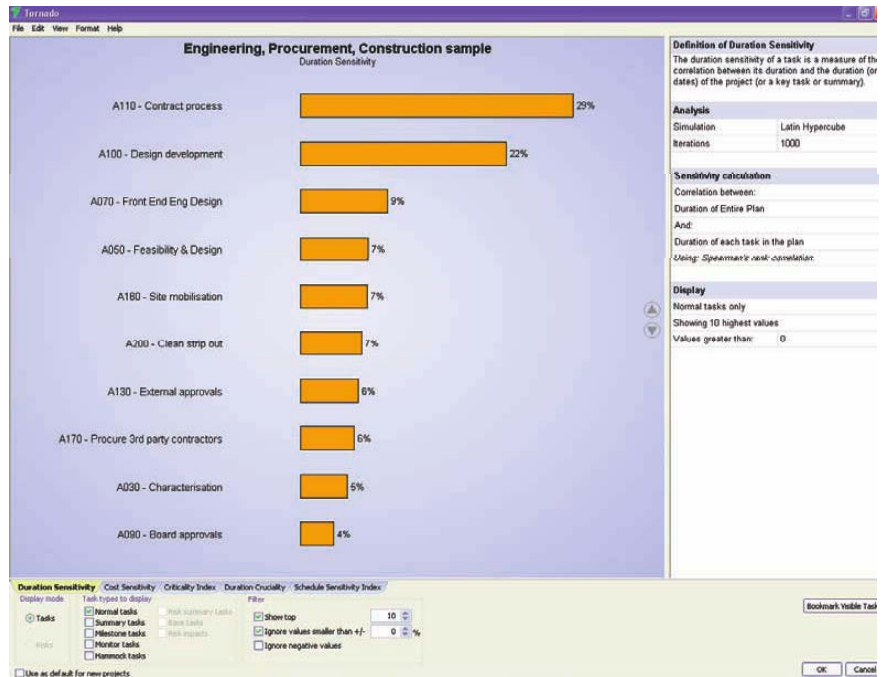 Tornado
File Edit View Format Help
Engineering, Procurement, Construction sample
Duration Sensitivity
A110 - Contract process 29%
A100 - Design development 22%
A070 - Front End Eng Design 9%
A050 - Feasibility & Design 7%
A180 - Site mobilisation 7%
A200 - Clean strip out 7%
A130 - External approvals 6%
A170 - Procure 3rd party contractors 6%
A030 - Characterisation 5%
A090 - Board approvals 4%
Definition of Duration Sensitivity
The duration sensitivity of a task is a measure of the
correlation between its duration and the duration (or
dates) of the project (or a key task or summary).
Analysis
Simulation Latin Hypercube
Iterations 1000
Sensitivity calculation
Correlation between:
Duration of Entire Plan
And:
Duration of each task in the plan
Using: Spearman's rank correlation.
Display
Normal tasks only
Showing 10 highest values
Values greater than: 0
Duration Sensitivity Cost Sensitivity Criticality Index Duration Cruciality Schedule Sensitivity Index
Display mode Task types to display Filter
Tasks Normal tasks Risk summary tasks Show top 10
Summary tasks Base tasks
Milestone tasks Risk impacts Ignore values smaller than +/- 0 %
Risks Monitor tasks Ignore negative values
Hammock tasks
Bookmark Visible Task
Use as default for new projects
OK Cancel